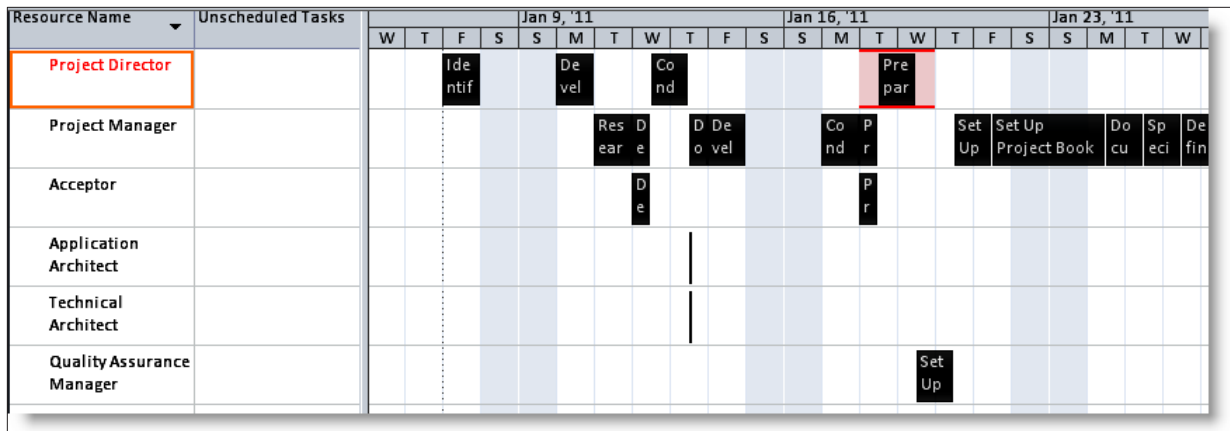 Resource Name
Unscheduled Tasks
Jan 9, '11
Jan 16, '11
Jan 23, '11
W T F S S M T W T F S S M T W T F S S M T W
Project Director
Ide
ntif
De
vel
Co
nd
Pre
par
Project Manager
Res
ear
D
e
D
o
De
vel
Co
nd
P
r
Set
Up
Set Up
Project Book
Do
cu
Sp
eci
De
fin
Acceptor
D
e
P
r
Application
Architect
Technical
Architect
Quality Assurance
Manager
Set
Up